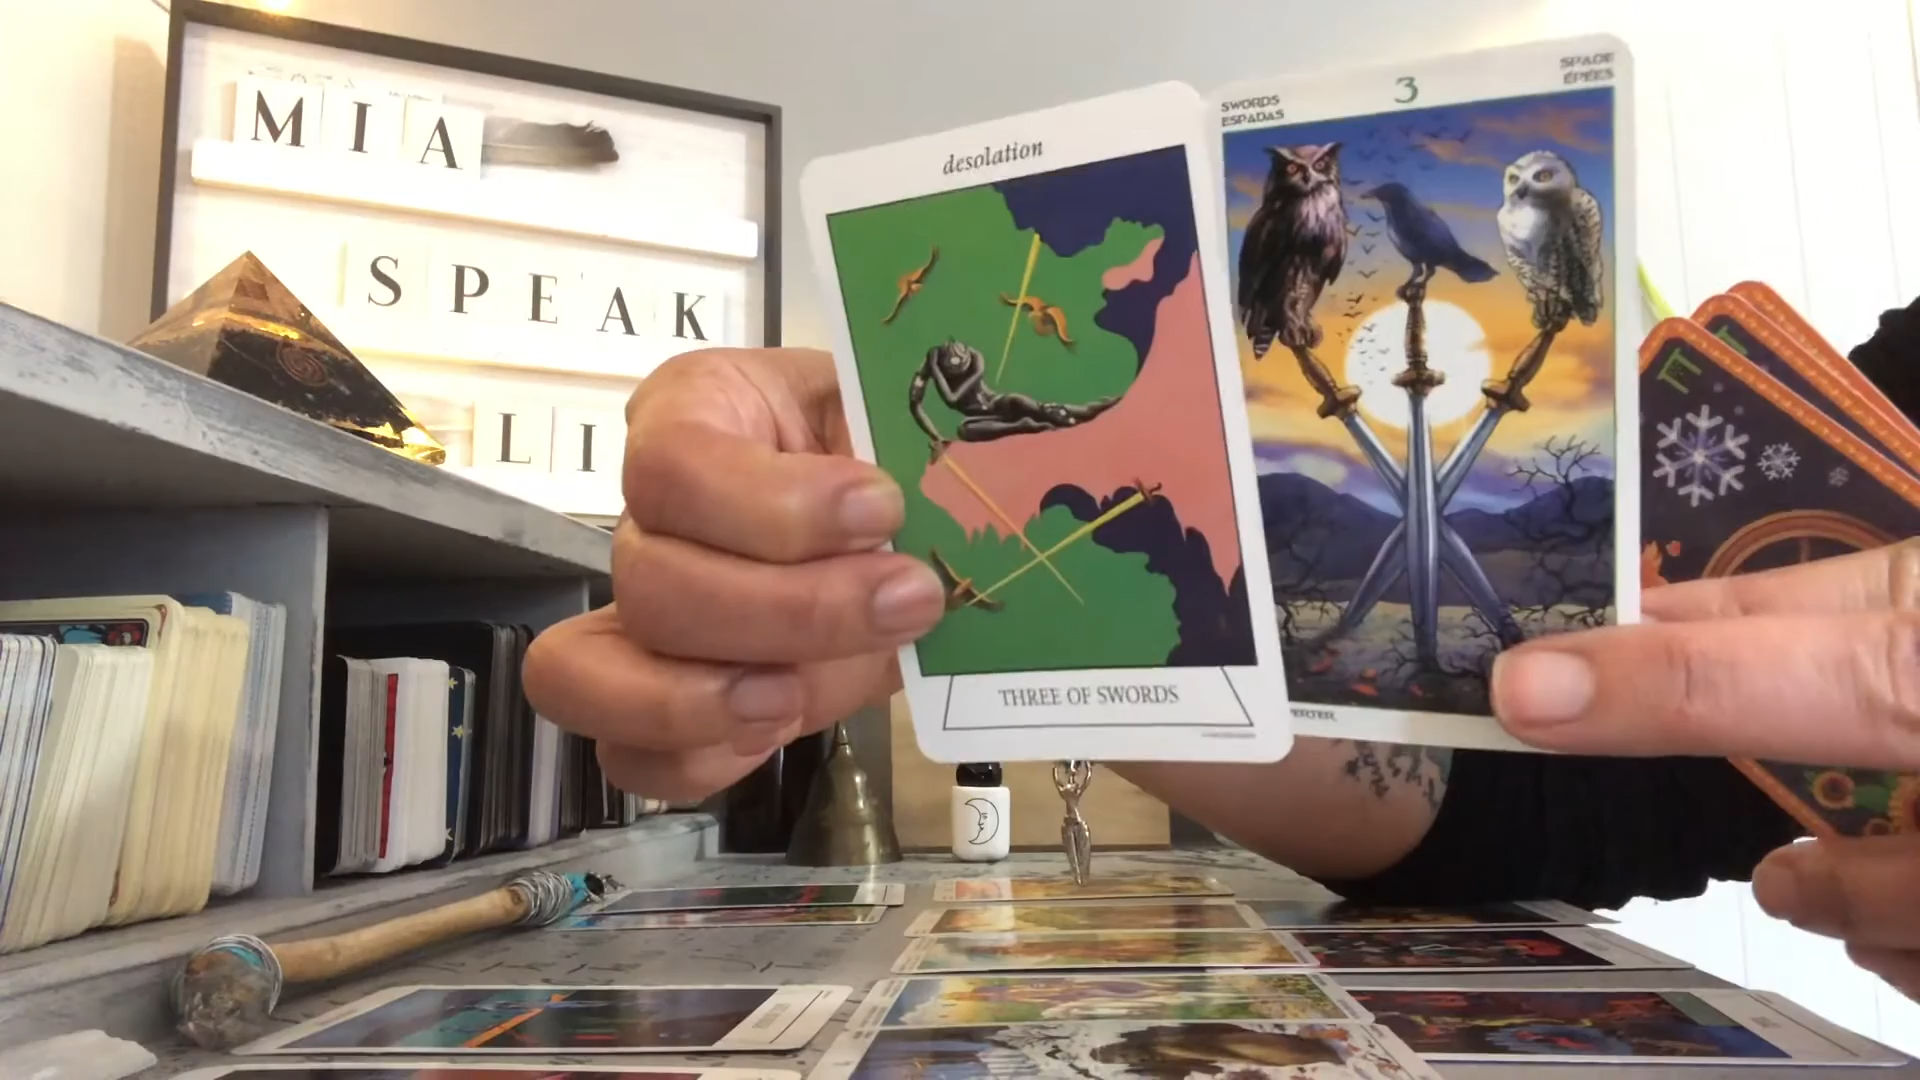 MIA
SPEAK
LI
desolation
THREE OF SWORDS
SWORDS
ESPADAS
3
SPADE
ÉPÉES